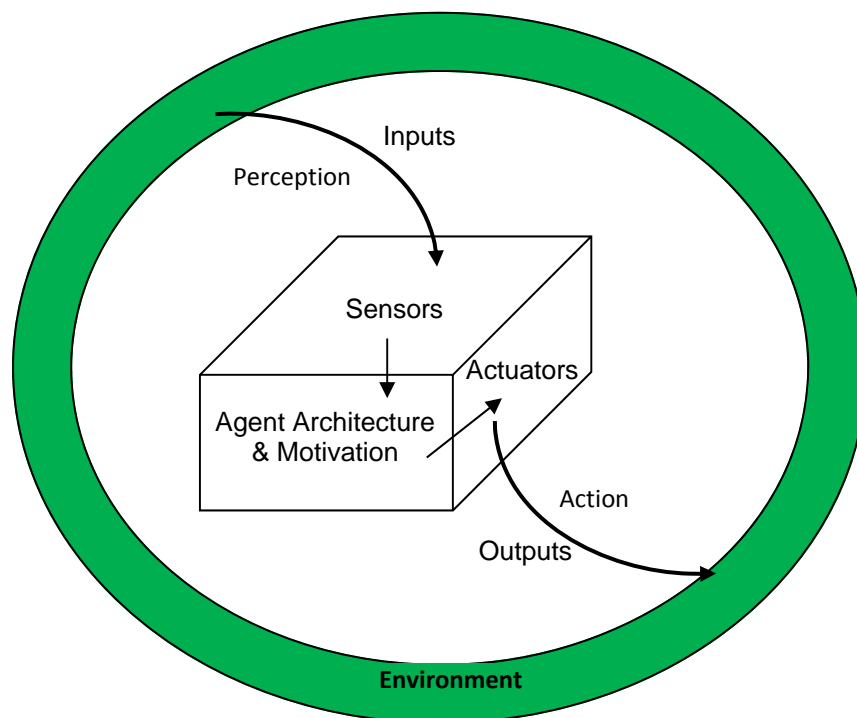 Inputs
Perception
Sensors
Actuators
Agent Architecture
& Motivation
Action
Outputs
Environment